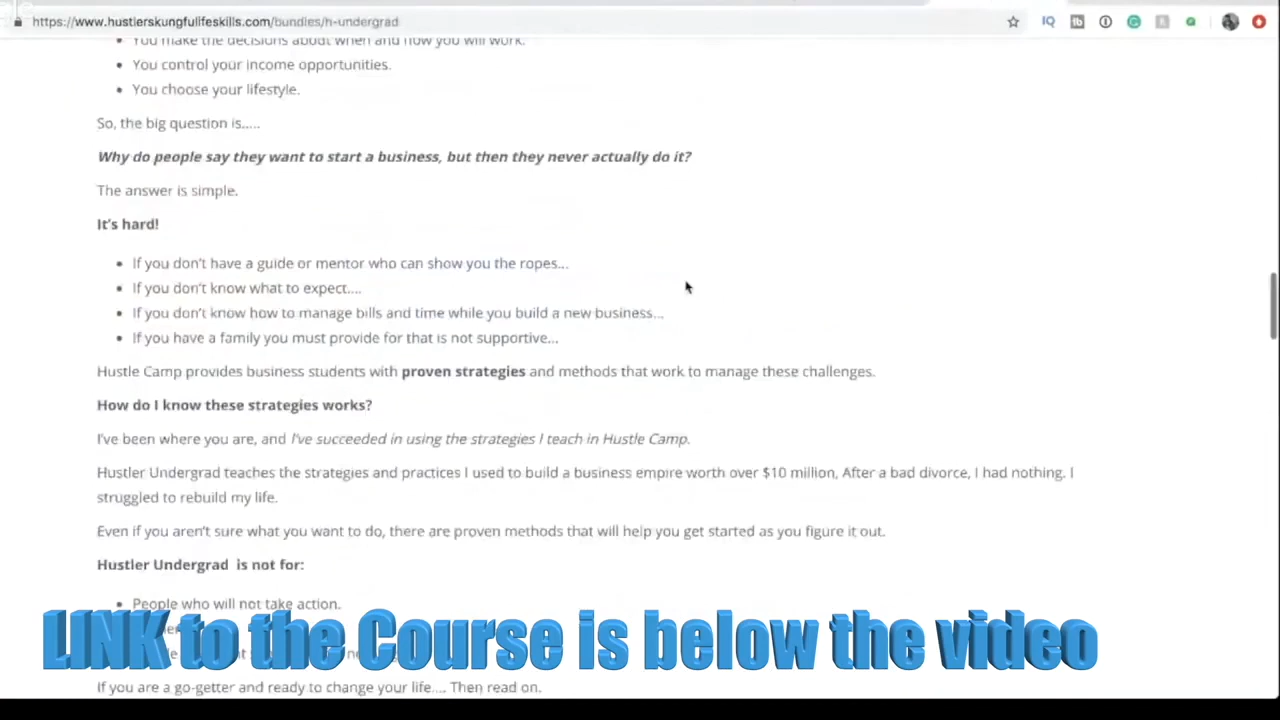 https://www.hustlerskungfulifeskills.com/bundles/h-undergrad
You make the decisions about when and how you will work.
You control your income opportunities.
You choose your lifestyle.
So, the big question is.....
Why do people say they want to start a business, but then they never actually do it?
The answer is simple.
It's hard!
If you don't have a guide or mentor who can show you the ropes...
If you don't know what to expect....
If you don't know how to manage bills and time while you build a new business...
If you have a family you must provide for that is not supportive...
Hustle Camp provides business students with proven strategies and methods that work to manage these challenges.
How do I know these strategies works?
I've been where you are, and I've succeeded in using the strategies I teach in Hustle Camp.
Hustler Undergrad teaches the strategies and practices I used to build a business empire worth over $10 million, After a bad divorce, I had nothing. I
struggled to rebuild my life.
Even if you aren't sure what you want to do, there are proven methods that will help you get started as you figure it out.
Hustler Undergrad is not for:
People who will not take action.
LINK to the Course is below the video
If you are a go-getter and ready to change your life.... Then read on.